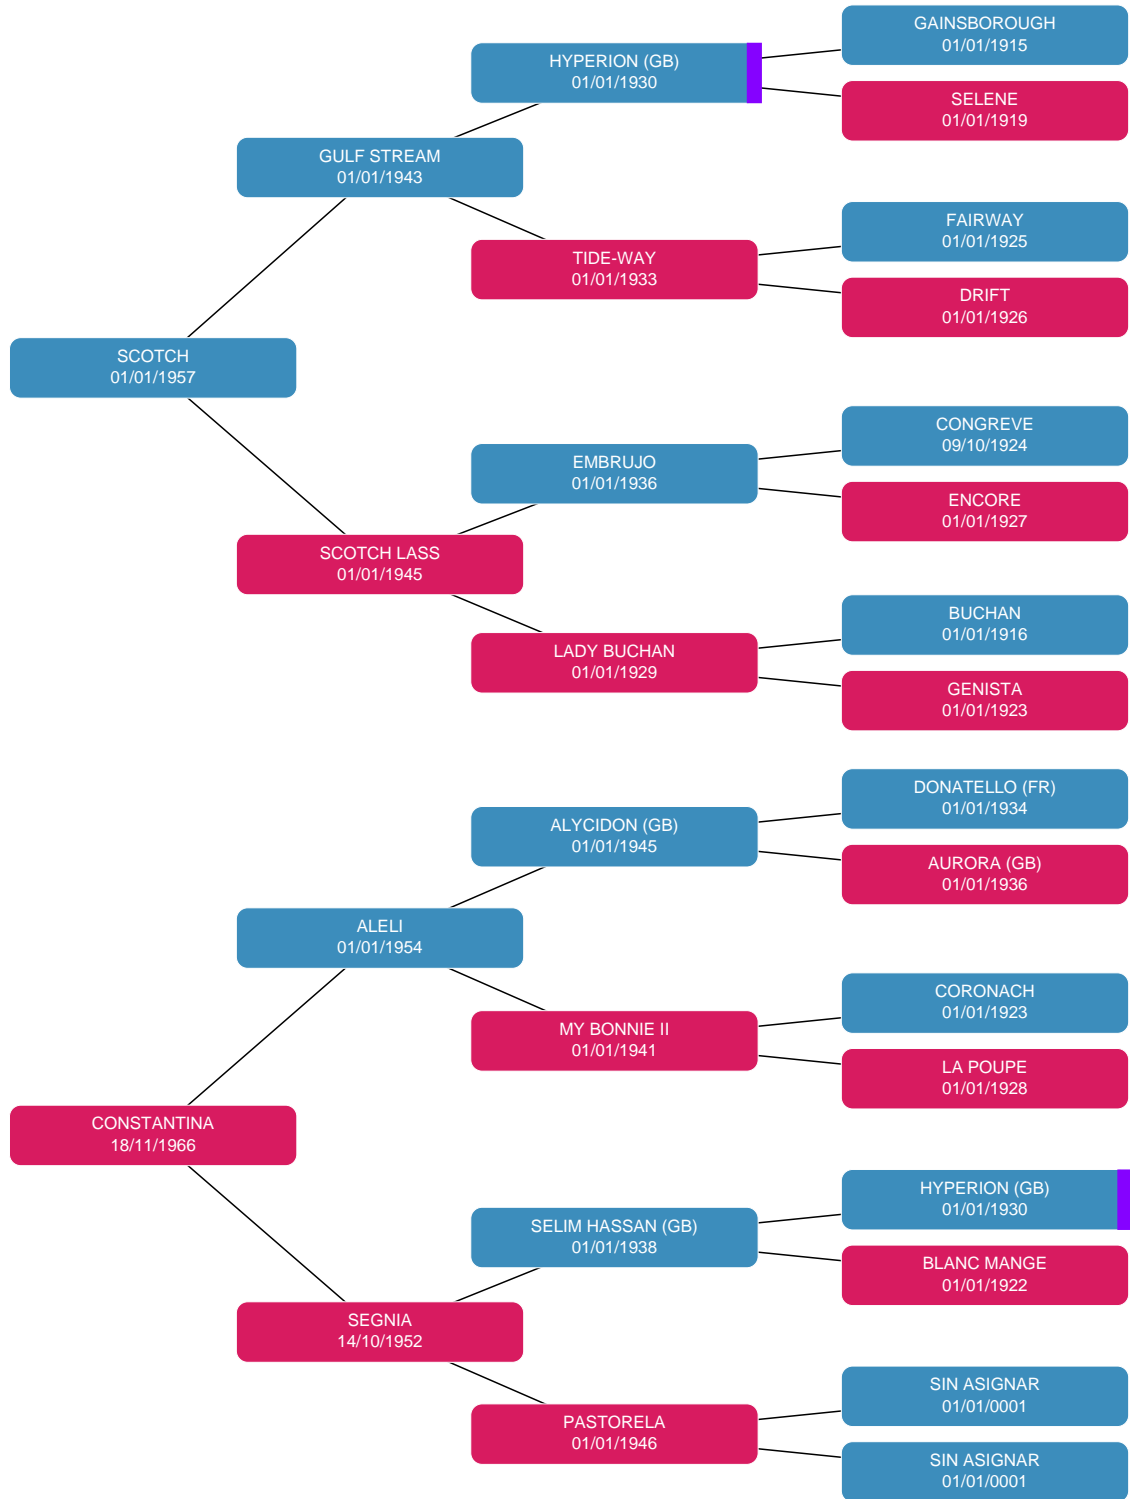 GAINSBOROUGH
01/01/1915
HYPERION (GB)
01/01/1930
SELENE
01/01/1919
GULF STREAM
01/01/1943
FAIRWAY
01/01/1925
TIDE-WAY
01/01/1933
DRIFT
01/01/1926
SCOTCH
01/01/1957
CONGREVE
09/10/1924
EMBRUJO
01/01/1936
ENCORE
01/01/1927
SCOTCH LASS
01/01/1945
BUCHAN
01/01/1916
LADY BUCHAN
01/01/1929
GENISTA
01/01/1923
DONATELLO (FR)
01/01/1934
ALYCIDON (GB)
01/01/1945
AURORA (GB)
01/01/1936
ALELI
01/01/1954
CORONACH
01/01/1923
MY BONNIE II
01/01/1941
LA POUPE
01/01/1928
CONSTANTINA
18/11/1966
HYPERION (GB)
01/01/1930
SELIM HASSAN (GB)
01/01/1938
BLANC MANGE
01/01/1922
SEGNIA
14/10/1952
SIN ASIGNAR
01/01/0001
PASTORELA
01/01/1946
SIN ASIGNAR
01/01/0001